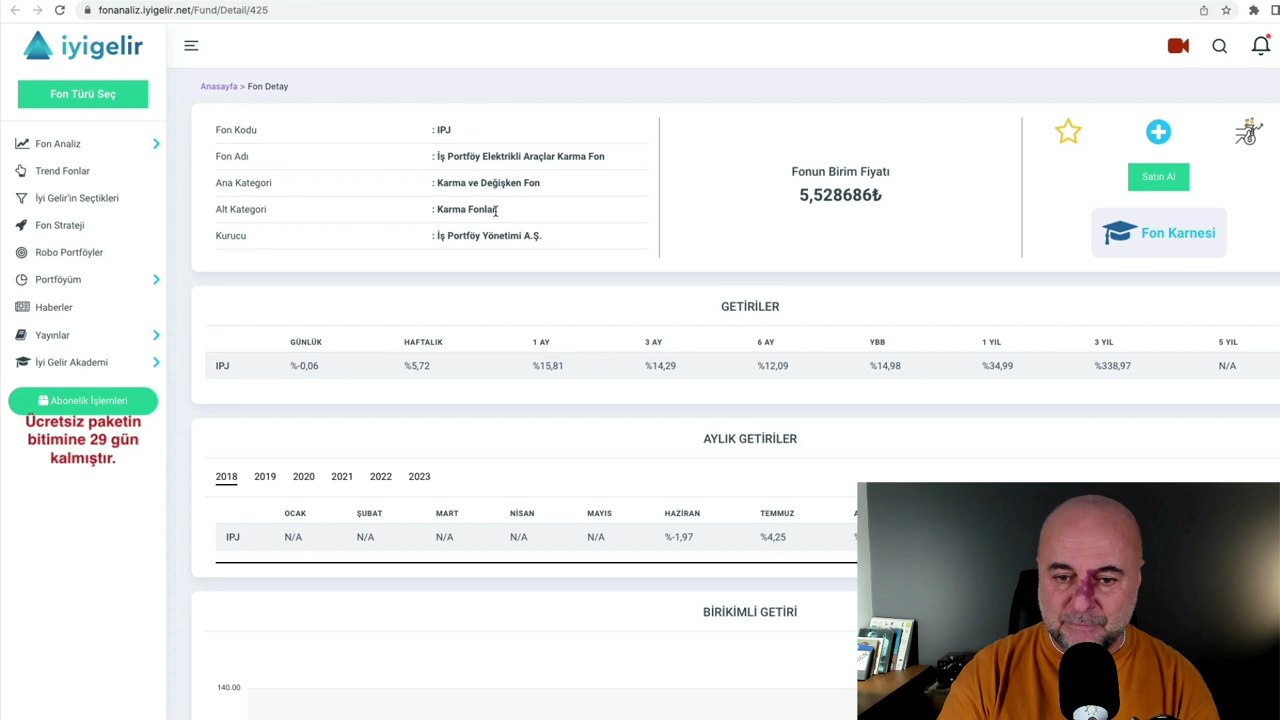 fonanaliz.iyigelir.net/Fund/Detail/425
iyigelir
Fon Türü Seç
Fon Analiz
Trend Fonlar
İyi Gelir'in Seçtikleri
Fon Strateji
Robo Portföyler
Portföyüm
Haberler
Yayınlar
İyi Gelir Akademi
Abonelik İşlemleri
Ücretsiz paketin
bitimine 29 gün
kalmıştır.
Anasayfa > Fon Detay
Fon Kodu : IPJ
Fon Adı : İş Portföy Elektrikli Araçlar Karma Fon
Ana Kategori : Karma ve Değişken Fon
Alt Kategori : Karma Fonlar
Kurucu : İş Portföy Yönetimi A.Ş.
Fonun Birim Fiyatı
5,528686₺
Satın Al
Fon Karnesi
GETİRİLER
GÜNLÜK HAFTALIK 1 AY 3 AY 6 AY YBB 1 YIL 3 YIL 5 YIL
IPJ %-0,06 %5,72 %15,81 %14,29 %12,09 %14,98 %34,99 %338,97 N/A
AYLIK GETİRİLER
2018 2019 2020 2021 2022 2023
OCAK ŞUBAT MART NİSAN MAYIS HAZİRAN TEMMUZ
IPJ N/A N/A N/A N/A N/A %-1,97 %4,25
BİRİKİMLİ GETİRİ
140.00